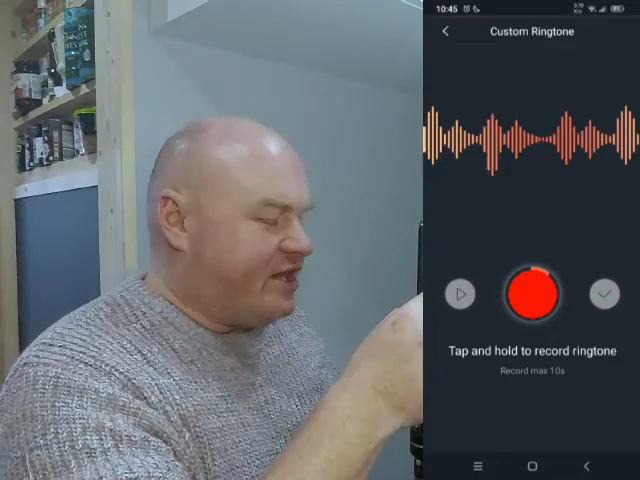 10:45
Custom Ringtone
Tap and hold to record ringtone
Record max 10s